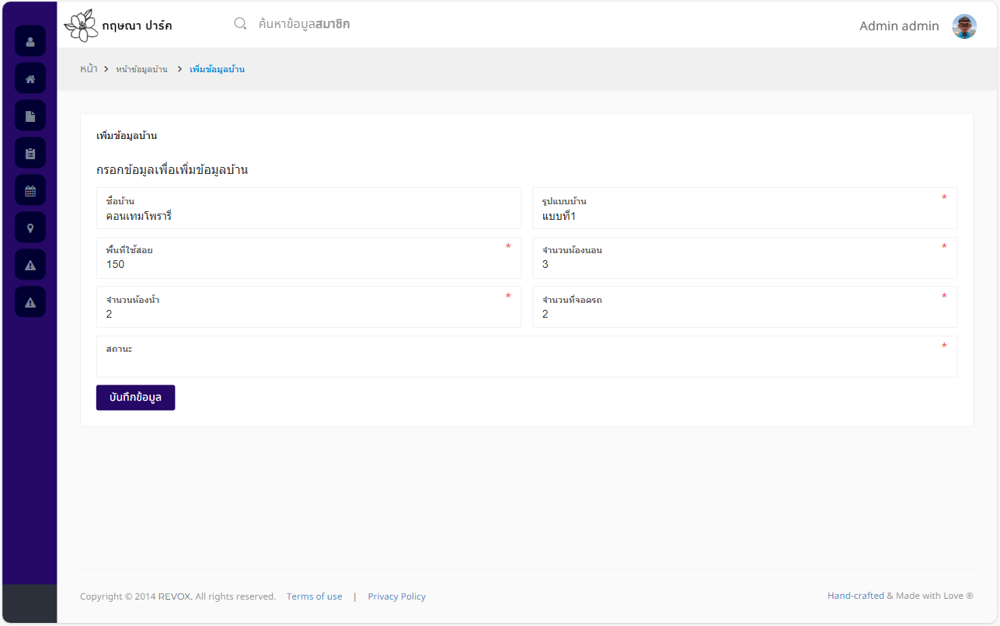 กฤษณา ปาร์ค
ค้นหาข้อมูลสมาชิก
Admin admin
หน้า > หน้าข้อมูลบ้าน > เพิ่มข้อมูลบ้าน
เพิ่มข้อมูลบ้าน
กรอกข้อมูลเพื่อเพิ่มข้อมูลบ้าน
ชื่อบ้าน
คอนเทมโพรารี่
รูปแบบบ้าน *
แบบที่1
พื้นที่ใช้สอย *
150
จำนวนห้องนอน *
3
จำนวนห้องน้ำ *
2
จำนวนที่จอดรถ *
2
สถานะ *
บันทึกข้อมูล
Copyright © 2014 REVOX. All rights reserved. Terms of use | Privacy Policy
Hand-crafted & Made with Love ®